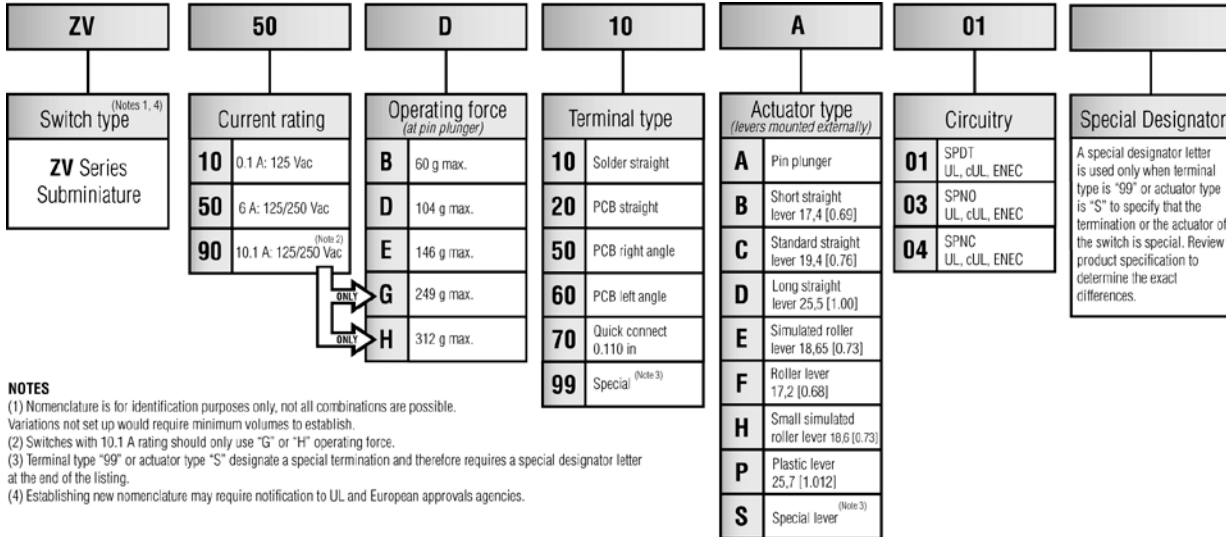 ZV
50
D
10
A
01
(Notes 1, 4)
Switch type
ZV Series
Subminiature
Current rating
10 0.1 A: 125 Vac
50 6 A: 125/250 Vac
(Note 2)
90 10.1 A: 125/250 Vac
ONLY
ONLY
Operating force
(at pin plunger)
B 60 g max.
D 104 g max.
E 146 g max.
G 249 g max.
H 312 g max.
Terminal type
10 Solder straight
20 PCB straight
50 PCB right angle
60 PCB left angle
70 Quick connect
0.110 in
99 Special (Note 3)
Actuator type
(levers mounted externally)
A Pin plunger
B Short straight
lever 17,4 [0.69]
C Standard straight
lever 19,4 [0.76]
D Long straight
lever 25,5 [1.00]
E Simulated roller
lever 18,65 [0.73]
F Roller lever
17,2 [0.68]
H Small simulated
roller lever 18,6 [0.73]
P Plastic lever
25,7 [1.012]
S Special lever (Note 3)
Circuitry
01 SPDT
UL, cUL, ENEC
03 SPNO
UL, cUL, ENEC
04 SPNC
UL, cUL, ENEC
Special Designator
A special designator letter
is used only when terminal
type is "99" or actuator type
is "S" to specify that the
termination or the actuator of
the switch is special. Review
product specification to
determine the exact
differences.
NOTES
(1) Nomenclature is for identification purposes only, not all combinations are possible.
Variations not set up would require minimum volumes to establish.
(2) Switches with 10.1 A rating should only use "G" or "H" operating force.
(3) Terminal type "99" or actuator type "S" designate a special termination and therefore requires a special designator letter
at the end of the listing.
(4) Establishing new nomenclature may require notification to UL and European approvals agencies.